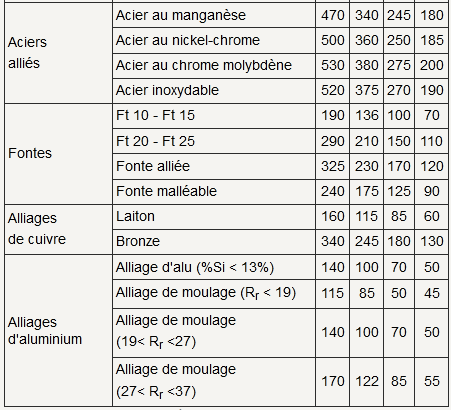 Aciers
alliés
Acier au manganèse 470 340 245 180
Acier au nickel-chrome 500 360 250 185
Acier au chrome molybdène 530 380 275 200
Acier inoxydable 520 375 270 190
Fontes
Ft 10 - Ft 15 190 136 100 70
Ft 20 - Ft 25 290 210 150 110
Fonte alliée 325 230 170 120
Fonte malléable 240 175 125 90
Alliages
de cuivre
Laiton 160 115 85 60
Bronze 340 245 180 130
Alliages
d'aluminium
Alliage d'alu (%Si < 13%) 140 100 70 50
Alliage de moulage (Rr < 19) 115 85 50 45
Alliage de moulage
(19< Rr <27) 140 100 70 50
Alliage de moulage
(27< Rr <37) 170 122 85 55